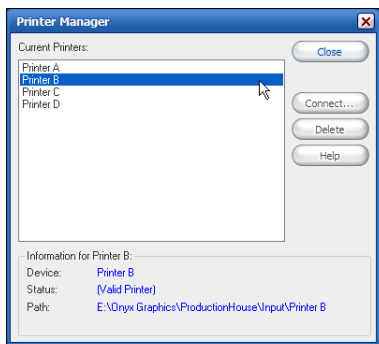 Printer Manager
Current Printers:
Close
Printer A
Printer B
Printer C
Printer D
Connect...
Delete
Help
Information for Printer B:
Device: Printer B
Status: (Valid Printer)
Path: E:\Onyx Graphics\ProductionHouse\Input\Printer B